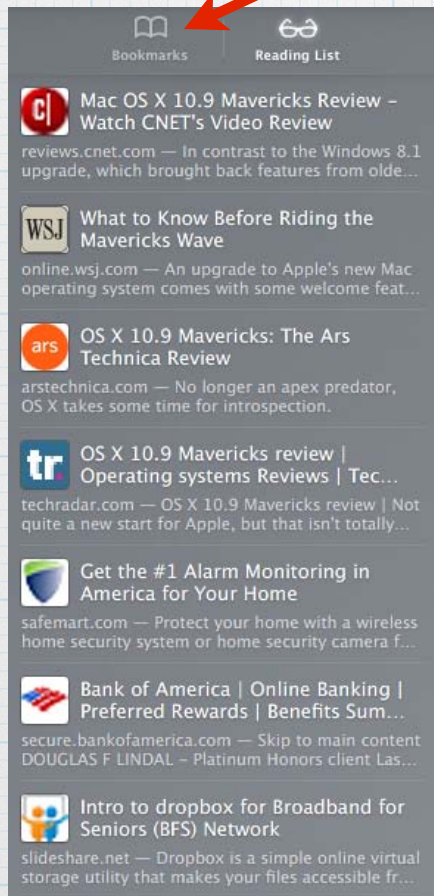 Bookmarks Reading List
Mac OS X 10.9 Mavericks Review –
Watch CNET's Video Review
reviews.cnet.com — In contrast to the Windows 8.1
upgrade, which brought back features from olde...
WSJ
What to Know Before Riding the
Mavericks Wave
online.wsj.com — An upgrade to Apple's new Mac
operating system comes with some welcome feat...
ars
OS X 10.9 Mavericks: The Ars
Technica Review
arstechnica.com — No longer an apex predator,
OS X takes some time for introspection.
tr.
OS X 10.9 Mavericks review |
Operating systems Reviews | Tec...
techradar.com — OS X 10.9 Mavericks review | Not
quite a new start for Apple, but that isn't totally...
Get the #1 Alarm Monitoring in
America for Your Home
safemart.com — Protect your home with a wireless
home security system or home security camera f...
Bank of America | Online Banking |
Preferred Rewards | Benefits Sum...
secure.bankofamerica.com — Skip to main content
DOUGLAS F LINDAL – Platinum Honors client Las...
Intro to dropbox for Broadband for
Seniors (BFS) Network
slideshare.net — Dropbox is a simple online virtual
storage utility that makes your files accessible fr...